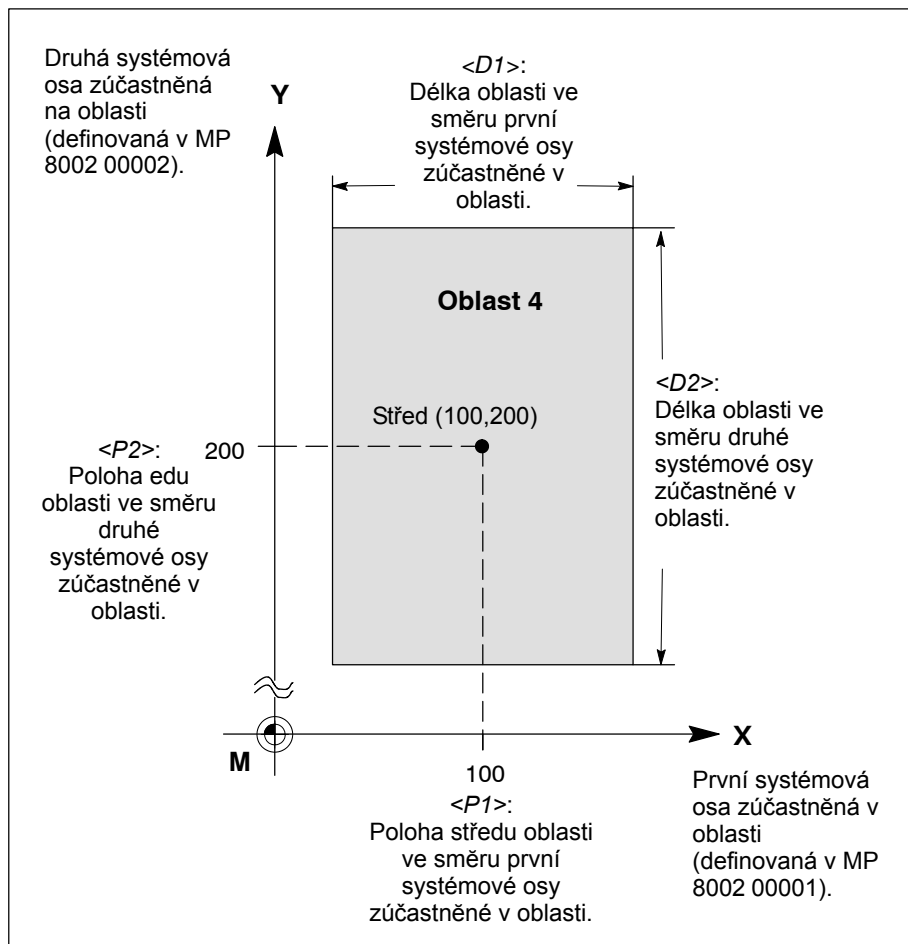 Druhá systémová
osa zúčastněná
na oblasti
(definovaná v MP
8002 00002).
Y
<D1>:
Délka oblasti ve
směru první
systémové osy
zúčastněné v
oblasti.
Oblast 4
<D2>:
Délka oblasti ve
směru druhé
systémové osy
zúčastněné v
oblasti.
Střed (100,200)
<P2>:
Poloha edu
oblasti ve směru
druhé
systémové osy
zúčastněné v
oblasti.
200
M
X
100
<P1>:
Poloha středu oblasti
ve směru první
systémové osy
zúčastněné v oblasti.
První systémová
osa zúčastněná v
oblasti
(definovaná v MP
8002 00001).